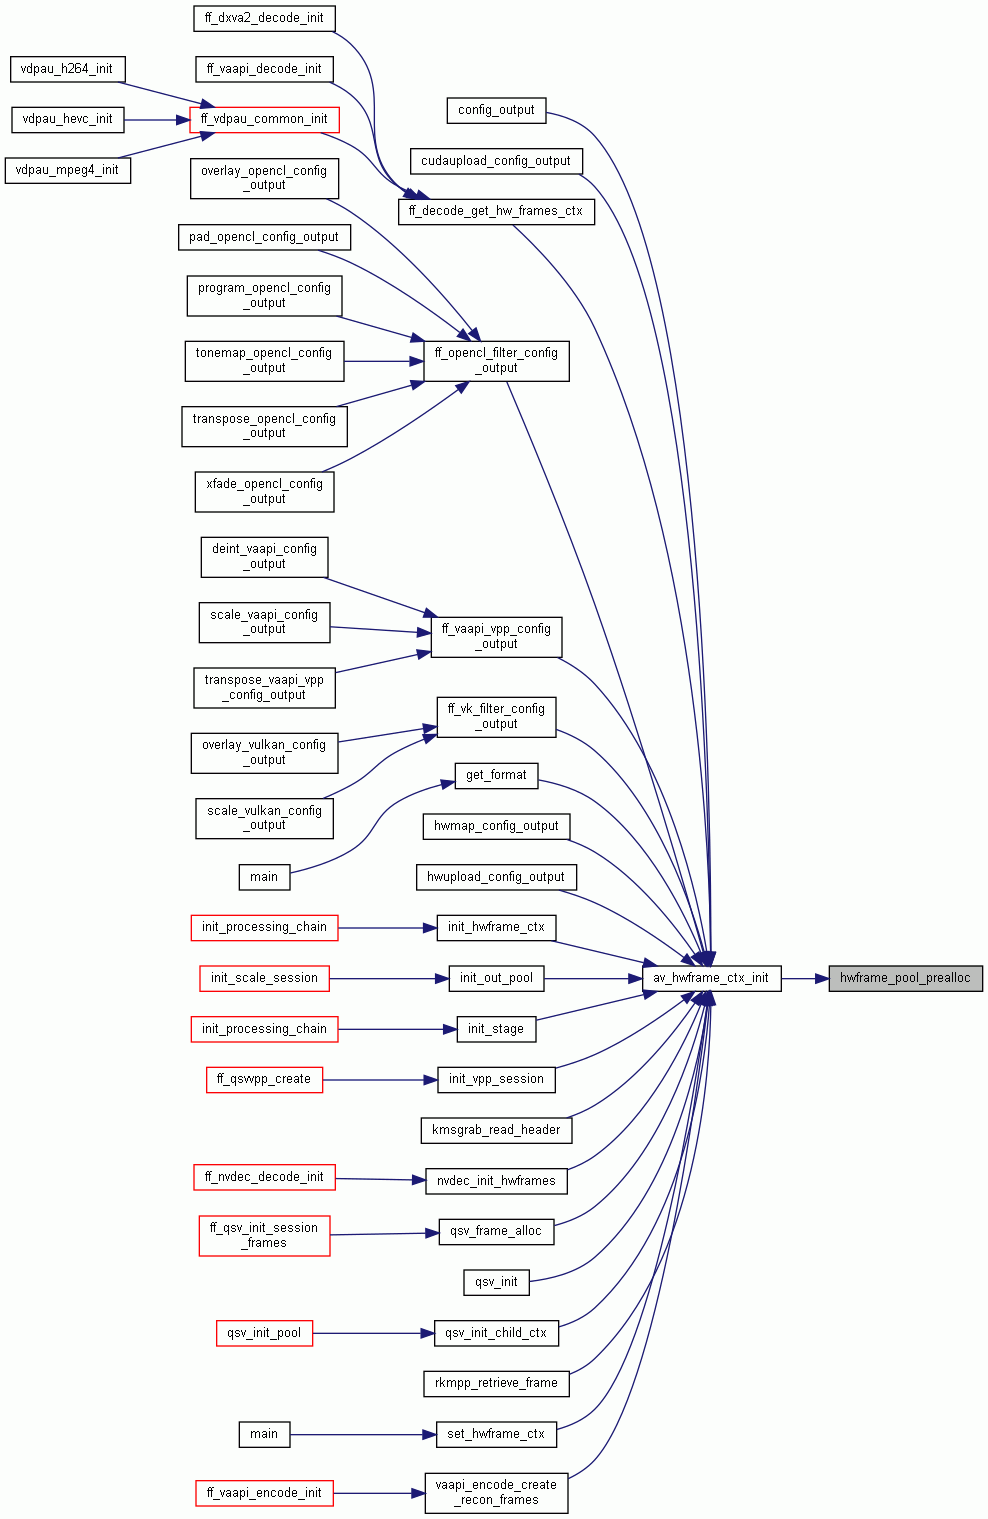 ff_dxva2_decode_init
vdpau_h264_init
ff_vaapi_decode_init
config_output
vdpau_hevc_init
ff_vdpau_common_init
cudaupload_config_output
vdpau_mpeg4_init
overlay_opencl_config
_output
ff_decode_get_hw_frames_ctx
pad_opencl_config_output
program_opencl_config
_output
tonemap_opencl_config
_output
ff_opencl_filter_config
_output
transpose_opencl_config
_output
xfade_opencl_config
_output
deint_vaapi_config
_output
scale_vaapi_config
_output
ff_vaapi_vpp_config
_output
transpose_vaapi_vpp
_config_output
ff_vk_filter_config
_output
overlay_vulkan_config
_output
get_format
scale_vulkan_config
_output
hwmap_config_output
main
hwupload_config_output
init_processing_chain
init_hwframe_ctx
init_scale_session
init_out_pool
av_hwframe_ctx_init
hwframe_pool_prealloc
init_processing_chain
init_stage
ff_qsvvpp_create
init_vpp_session
kmsgrab_read_header
ff_nvdec_decode_init
nvdec_init_hwframes
ff_qsv_init_session
_frames
qsv_frame_alloc
qsv_init
qsv_init_pool
qsv_init_child_ctx
rkmpp_retrieve_frame
main
set_hwframe_ctx
ff_vaapi_encode_init
vaapi_encode_create
_recon_frames